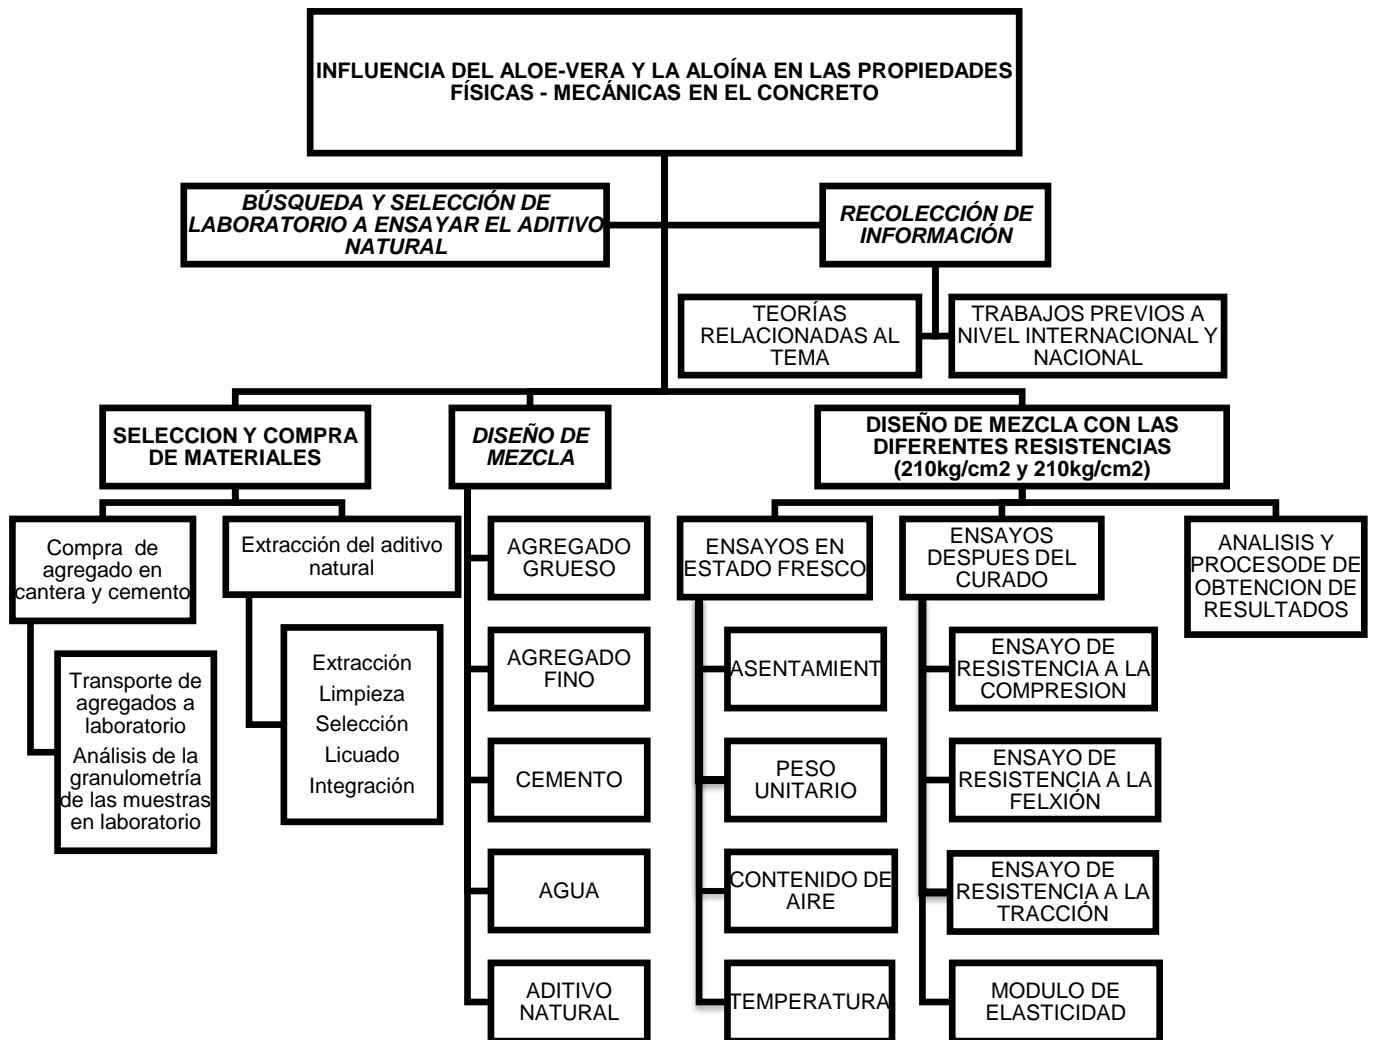 INFLUENCIA DEL ALOE-VERA Y LA ALOÍNA EN LAS PROPIEDADES
FÍSICAS - MECÁNICAS EN EL CONCRETO
BÚSQUEDA Y SELECCIÓN DE
LABORATORIO A ENSAYAR EL ADITIVO
NATURAL
RECOLECCIÓN DE
INFORMACIÓN
TEORÍAS
RELACIONADAS AL
TEMA
TRABAJOS PREVIOS A
NIVEL INTERNACIONAL Y
NACIONAL
SELECCION Y COMPRA
DE MATERIALES
Compra de
agregado en
cantera y cemento
Transporte de
agregados a
laboratorio
Análisis de la
granulometría
de las muestras
en laboratorio
Extracción del aditivo
natural
Extracción
Limpieza
Selección
Licuado
Integración
DISEÑO DE
MEZCLA
AGREGADO
GRUESO
AGREGADO
FINO
CEMENTO
AGUA
ADITIVO
NATURAL
DISEÑO DE MEZCLA CON LAS
DIFERENTES RESISTENCIAS
(210kg/cm2 y 210kg/cm2)
ENSAYOS EN
ESTADO FRESCO
ASENTAMIENT
PESO
UNITARIO
CONTENIDO DE
AIRE
TEMPERATURA
ENSAYOS
DESPUES DEL
CURADO
ENSAYO DE
RESISTENCIA A LA
COMPRESION
ENSAYO DE
RESISTENCIA A LA
FELXIÓN
ENSAYO DE
RESISTENCIA A LA
TRACCIÓN
MODULO DE
ELASTICIDAD
ANALISIS Y
PROCESODE DE
OBTENCION DE
RESULTADOS